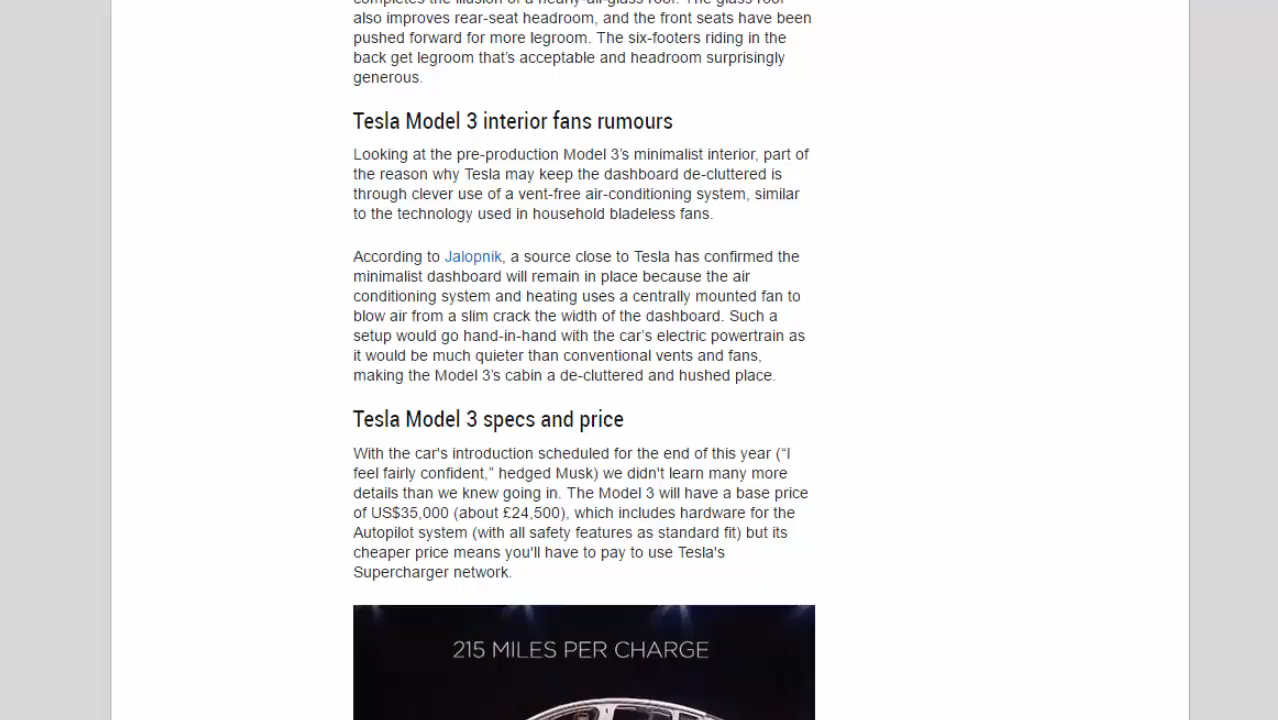 completes the illusion of a nearly-all-glass roof. The glass roof
also improves rear-seat headroom, and the front seats have been
pushed forward for more legroom. The six-footers riding in the
back get legroom that’s acceptable and headroom surprisingly
generous.
Tesla Model 3 interior fans rumours
Looking at the pre-production Model 3’s minimalist interior, part of
the reason why Tesla may keep the dashboard de-cluttered is
through clever use of a vent-free air-conditioning system, similar
to the technology used in household bladeless fans.
According to Jalopnik, a source close to Tesla has confirmed the
minimalist dashboard will remain in place because the air
conditioning system and heating uses a centrally mounted fan to
blow air from a slim crack the width of the dashboard. Such a
setup would go hand-in-hand with the car’s electric powertrain as
it would be much quieter than conventional vents and fans,
making the Model 3’s cabin a de-cluttered and hushed place.
Tesla Model 3 specs and price
With the car's introduction scheduled for the end of this year (“I
feel fairly confident,” hedged Musk) we didn't learn many more
details than we knew going in. The Model 3 will have a base price
of US$35,000 (about £24,500), which includes hardware for the
Autopilot system (with all safety features as standard fit) but its
cheaper price means you'll have to pay to use Tesla's
Supercharger network.
215 MILES PER CHARGE